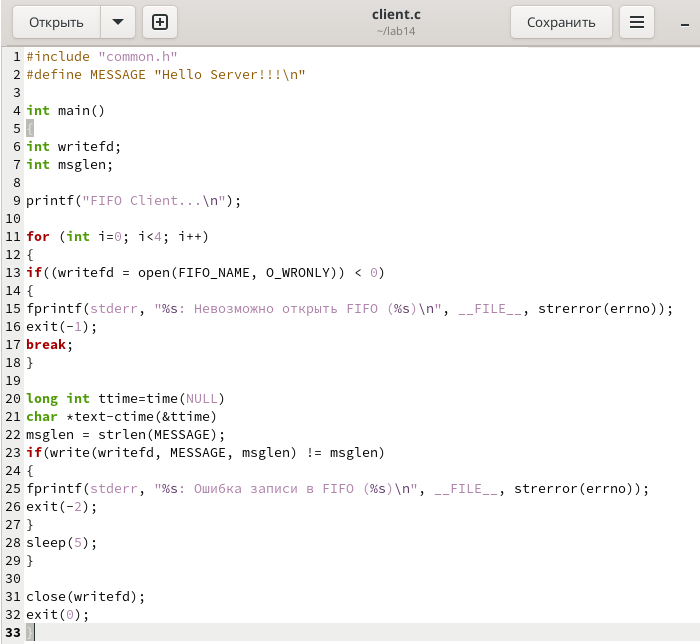 Открыть
client.c
~/lab14
Сохранить
1 #include "common.h"
2 #define MESSAGE "Hello Server!!!\n"
3
4 int main()
5 {
6 int writefd;
7 int msglen;
8
9 printf("FIFO Client...\n");
10
11 for (int i=0; i<4; i++)
12 {
13 if((writefd = open(FIFO_NAME, O_WRONLY)) < 0)
14 {
15 fprintf(stderr, "%s: Невозможно открыть FIFO (%s)\n", __FILE__, strerror(errno));
16 exit(-1);
17 break;
18 }
19
20 long int ttime=time(NULL)
21 char *text-ctime(&ttime)
22 msglen = strlen(MESSAGE);
23 if(write(writefd, MESSAGE, msglen) != msglen)
24 {
25 fprintf(stderr, "%s: Ошибка записи в FIFO (%s)\n", __FILE__, strerror(errno));
26 exit(-2);
27 }
28 sleep(5);
29 }
30
31 close(writefd);
32 exit(0);
33 }